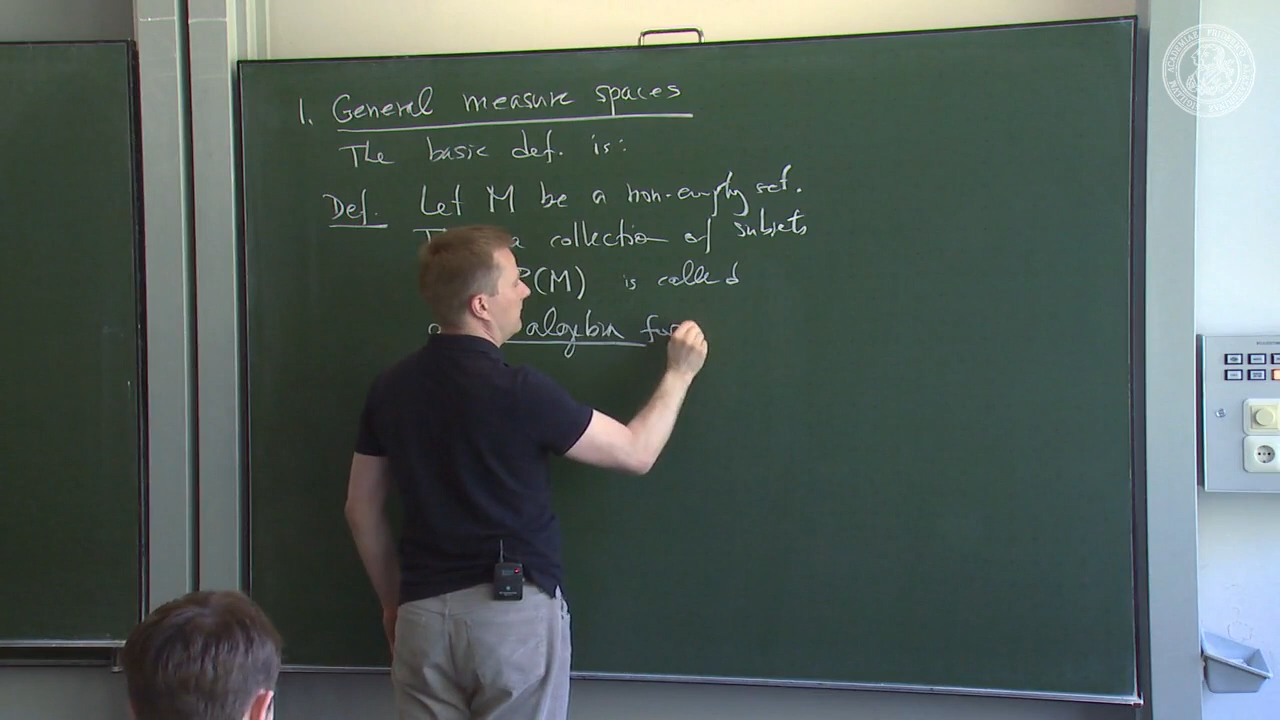 1. General measure spaces
The basic def. is:
Def. Let M be a non-empty set.
a collection of subsets
P(M) is called
algebra